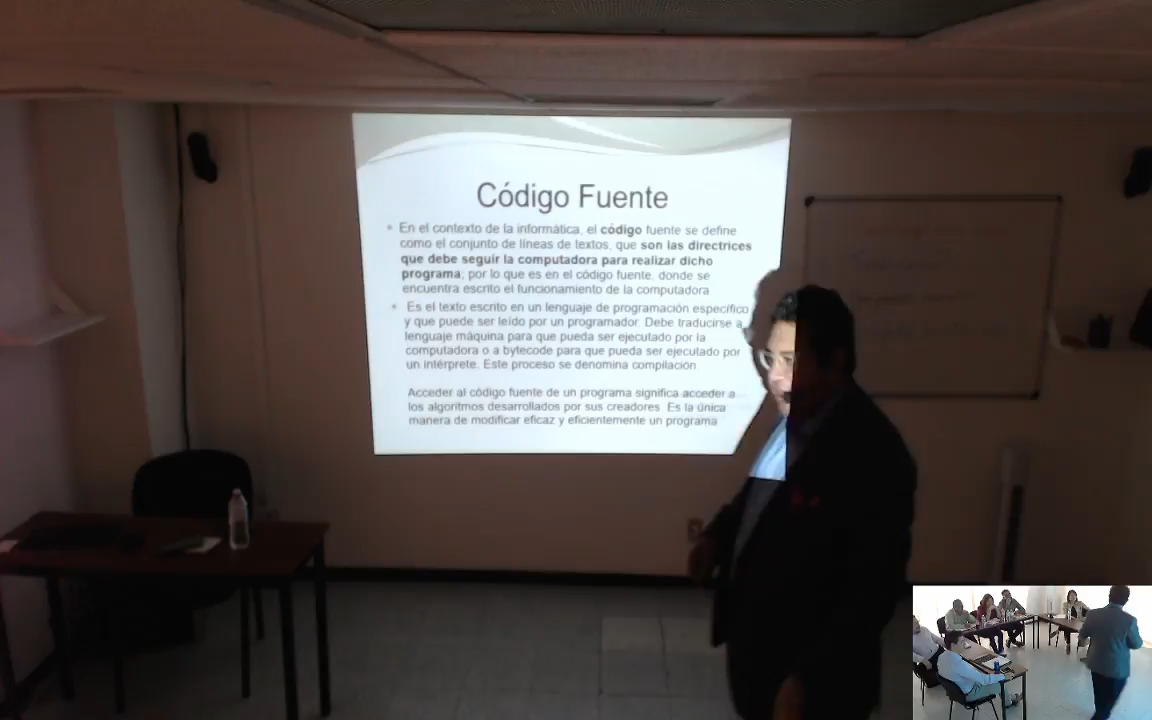 Código Fuente
En el contexto de la informática, el código fuente se define
como el conjunto de líneas de textos, que son las directrices
que debe seguir la computadora para realizar dicho
programa; por lo que es en el código fuente, donde se
encuentra escrito el funcionamiento de la computadora
Es el texto escrito en un lenguaje de programación específico
y que puede ser leído por un programador. Debe traducirse a
lenguaje máquina para que pueda ser ejecutado por la
computadora o a bytecode para que pueda ser ejecutado por
un intérprete. Este proceso se denomina compilación
Acceder al código fuente de un programa significa acceder a
los algoritmos desarrollados por sus creadores. Es la única
manera de modificar eficaz y eficientemente un programa